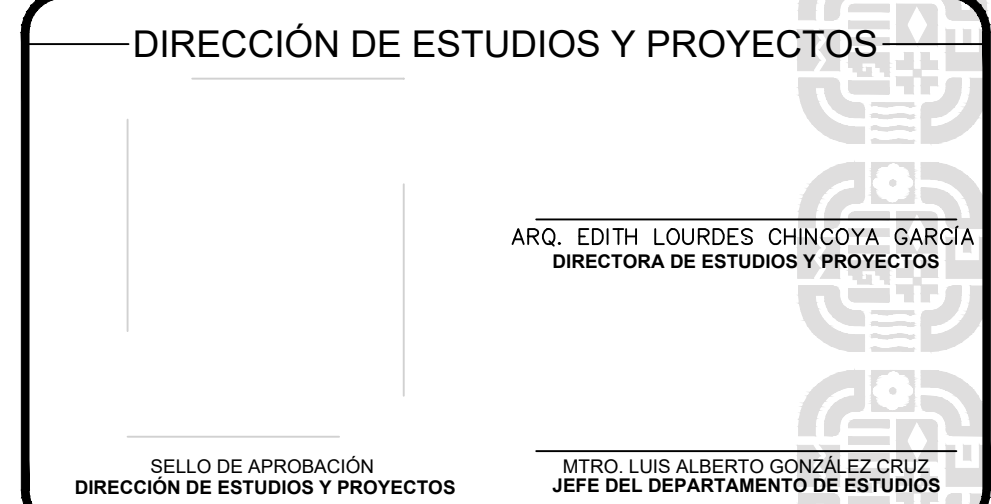 DIRECCIÓN DE ESTUDIOS Y PROYECTOS
ARQ. EDITH LOURDES CHINCOYA GARCÍA
DIRECTORA DE ESTUDIOS Y PROYECTOS
SELLO DE APROBACIÓN
DIRECCIÓN DE ESTUDIOS Y PROYECTOS
MTRO. LUIS ALBERTO GONZÁLEZ CRUZ
JEFE DEL DEPARTAMENTO DE ESTUDIOS